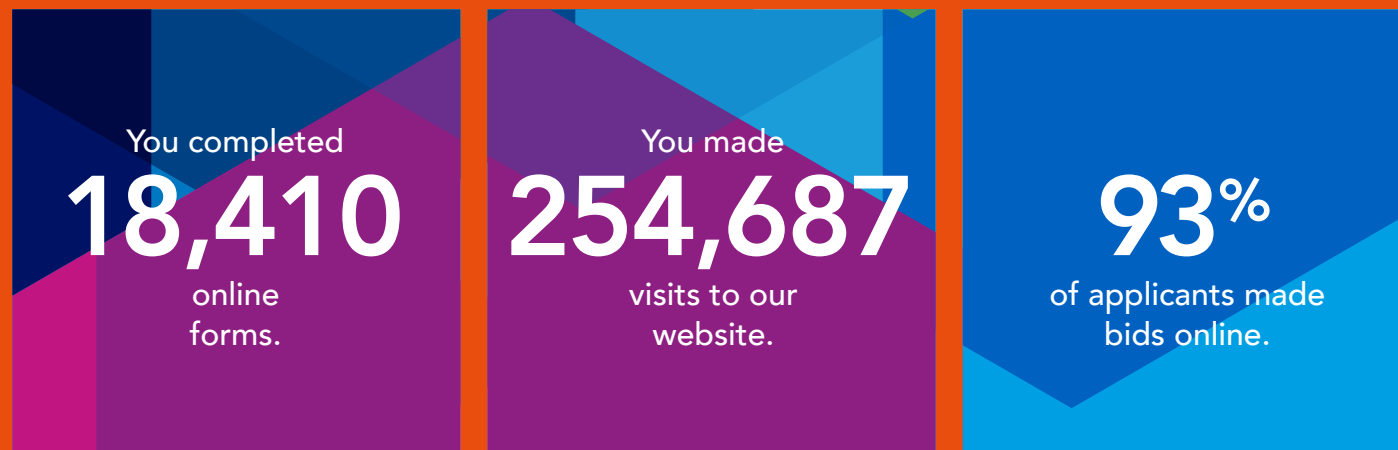 You completed
18,410
online
forms.
You made
254,687
visits to our
website.
93%
of applicants made
bids online.